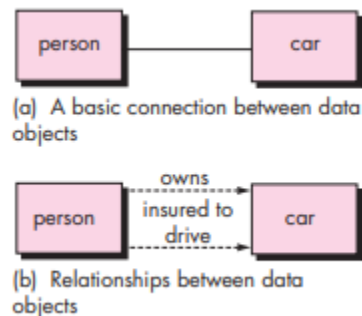 person
car
(a) A basic connection between data
objects
owns
person
insured to
drive
car
(b) Relationships between data
objects